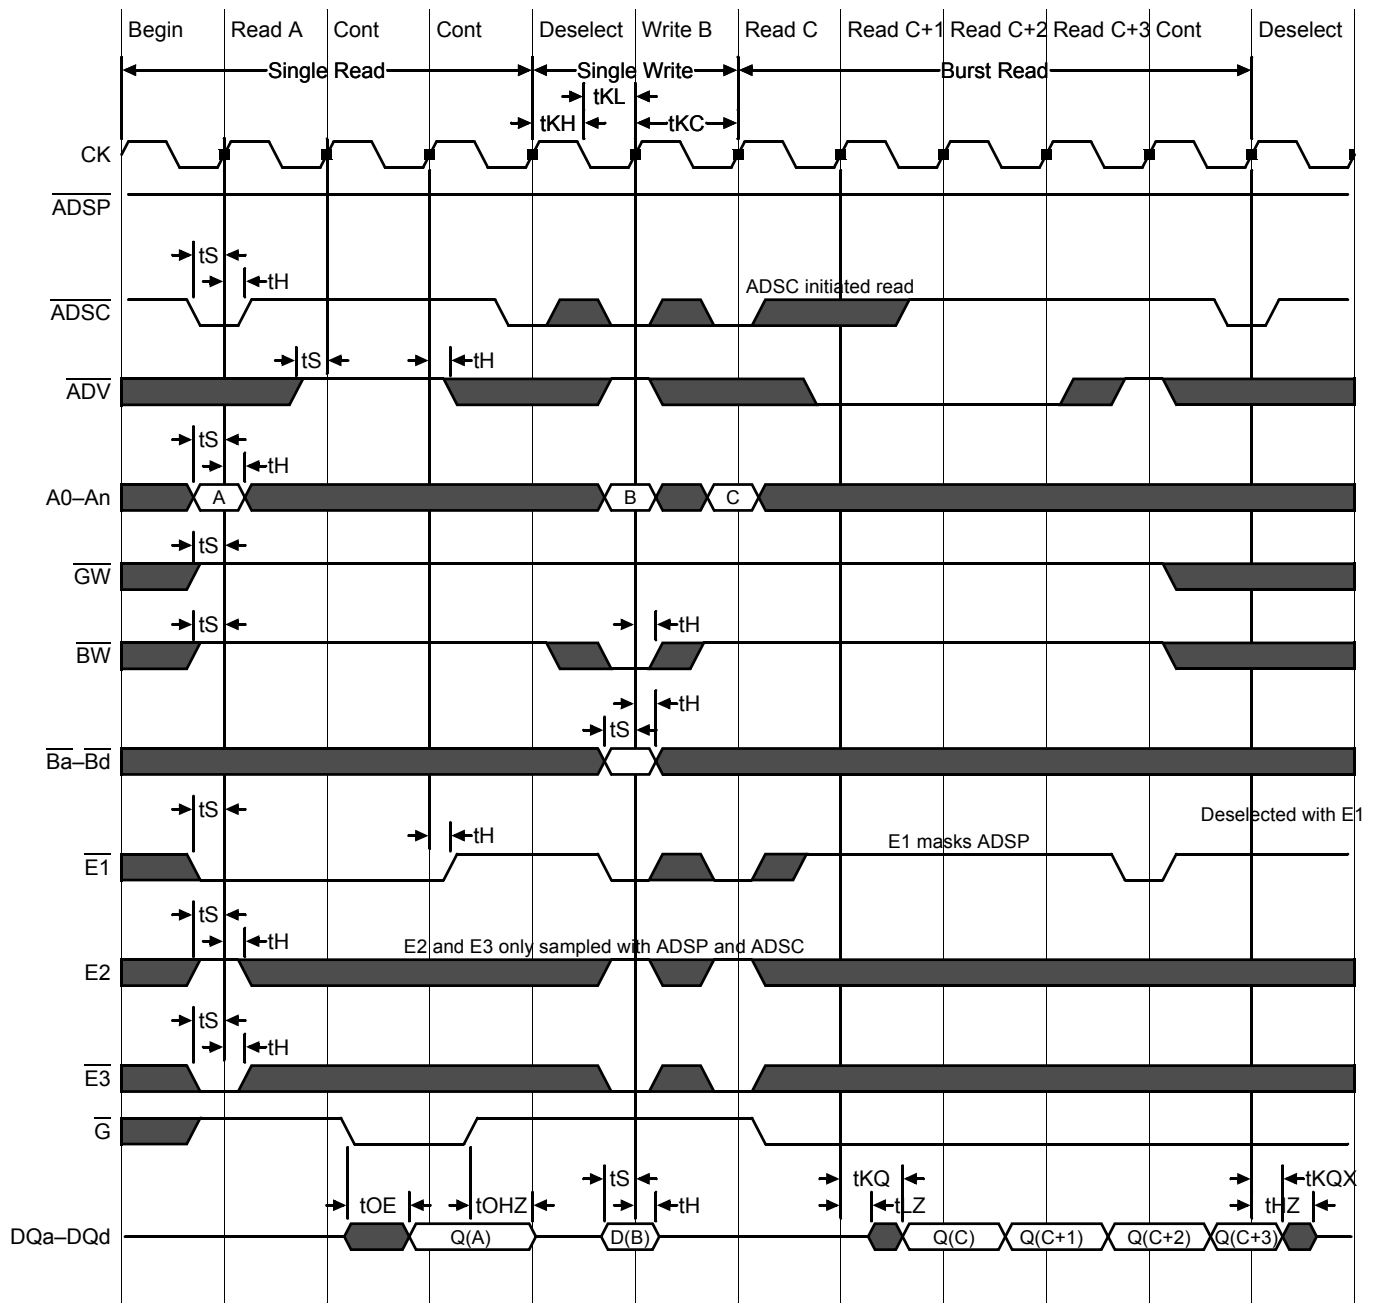 Begin Read A Cont Cont Deselect Write B Read C Read C+1 Read C+2 Read C+3 Cont Deselect
Single Read Single Write Burst Read
tKL
tKH tKC
CK
ADSP
tS
tH
ADSC initiated read
ADSC
tS tH
ADV
tS
tH
A0–An A B C
tS
GW
tS tH
BW
tH
tS
Ba–Bd
tS
Deselected with E1
tH
E1 masks ADSP
E1
tS
tH
E2 and E3 only sampled with ADSP and ADSC
E2
tS
tH
E3
G
tS tKQ tKQX
tOE tOHZ tH tLZ tHZ
DQa–DQd Q(A) D(B) Q(C) Q(C+1) Q(C+2) Q(C+3)